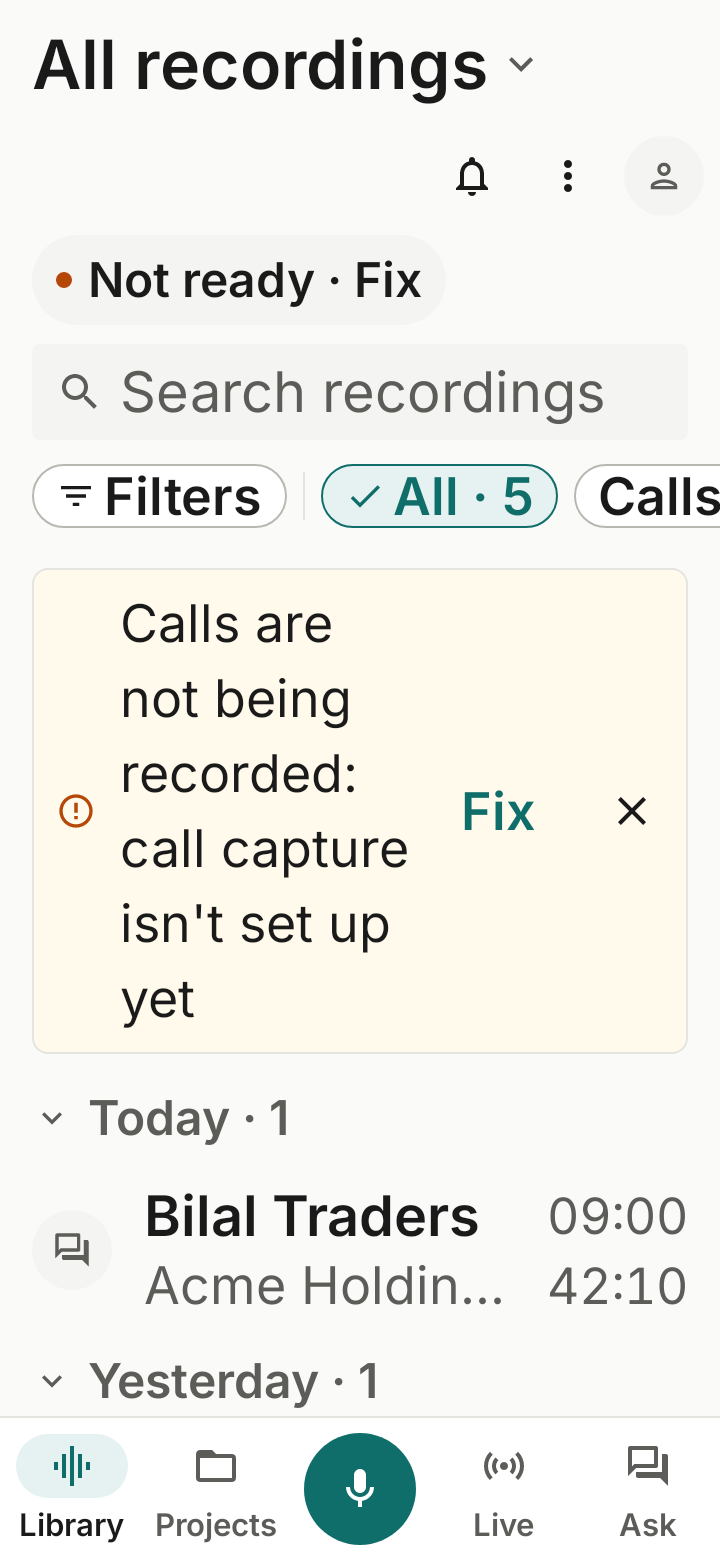 All recordings
Not ready · Fix
Search recordings
Filters
All · 5
Calls
Calls are
not being
recorded:
call capture
isn't set up
yet
Fix
Today · 1
Bilal Traders 09:00
Acme Holdin... 42:10
Yesterday · 1
Library Projects Live Ask